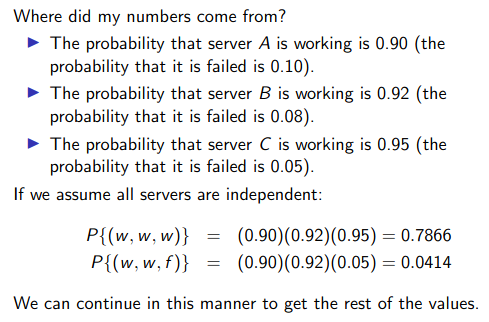 Where did my numbers come from?
▶ The probability that server A is working is 0.90 (the
probability that it is failed is 0.10).
▶ The probability that server B is working is 0.92 (the
probability that it is failed is 0.08).
▶ The probability that server C is working is 0.95 (the
probability that it is failed is 0.05).
If we assume all servers are independent:
P{(w, w, w)} = (0.90)(0.92)(0.95) = 0.7866
P{(w, w, f)} = (0.90)(0.92)(0.05) = 0.0414
We can continue in this manner to get the rest of the values.